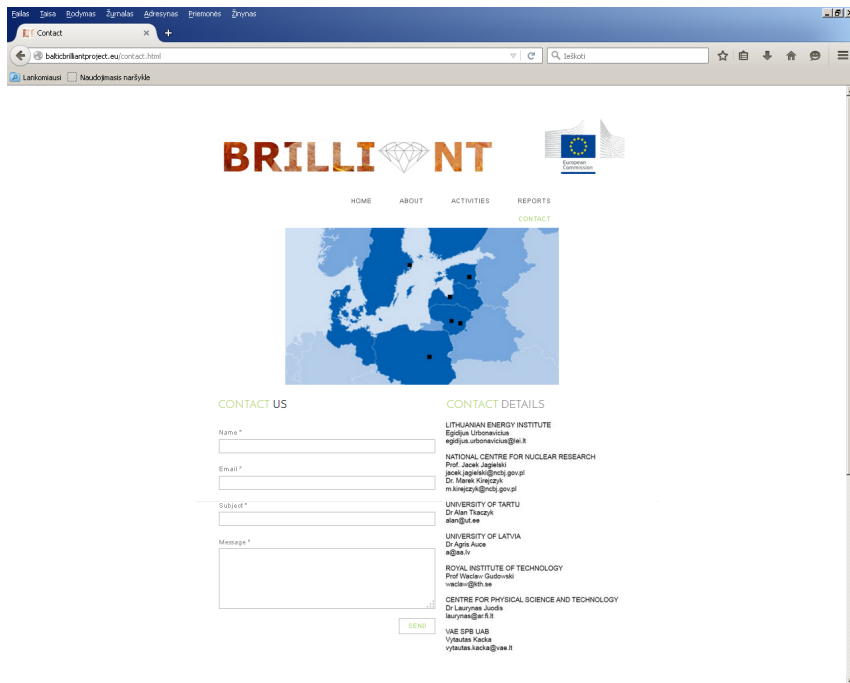 Failas Taisa Rodymas Žurnalas Adresynas Priemonės Žinynas
Contact
balticbrilliantproject.eu/contact.html
Ieškoti
Lankomiausi Naudojimasis naršykle
BRILLI NT
European
Commission
HOME ABOUT ACTIVITIES REPORTS
CONTACT
CONTACT US
Name *
Email *
Subject *
Message *
SEND
CONTACT DETAILS
LITHUANIAN ENERGY INSTITUTE
Egidijus Urbonavicius
egidijus.urbonavicius@lei.lt
NATIONAL CENTRE FOR NUCLEAR RESEARCH
Prof. Jacek Jagielski
jacek.jagielski@ncbj.gov.pl
Dr. Marek Kirejczyk
m.kirejczyk@ncbj.gov.pl
UNIVERSITY OF TARTU
Dr Alan Tkaczyk
alan@ut.ee
UNIVERSITY OF LATVIA
Dr Agris Auce
a@aa.lv
ROYAL INSTITUTE OF TECHNOLOGY
Prof Waclaw Gudowski
waclaw@kth.se
CENTRE FOR PHYSICAL SCIENCE AND TECHNOLOGY
Dr Laurynas Juodis
laurynas@ar.fi.lt
VAE SPB UAB
Vytautas Kacka
vytautas.kacka@vae.lt